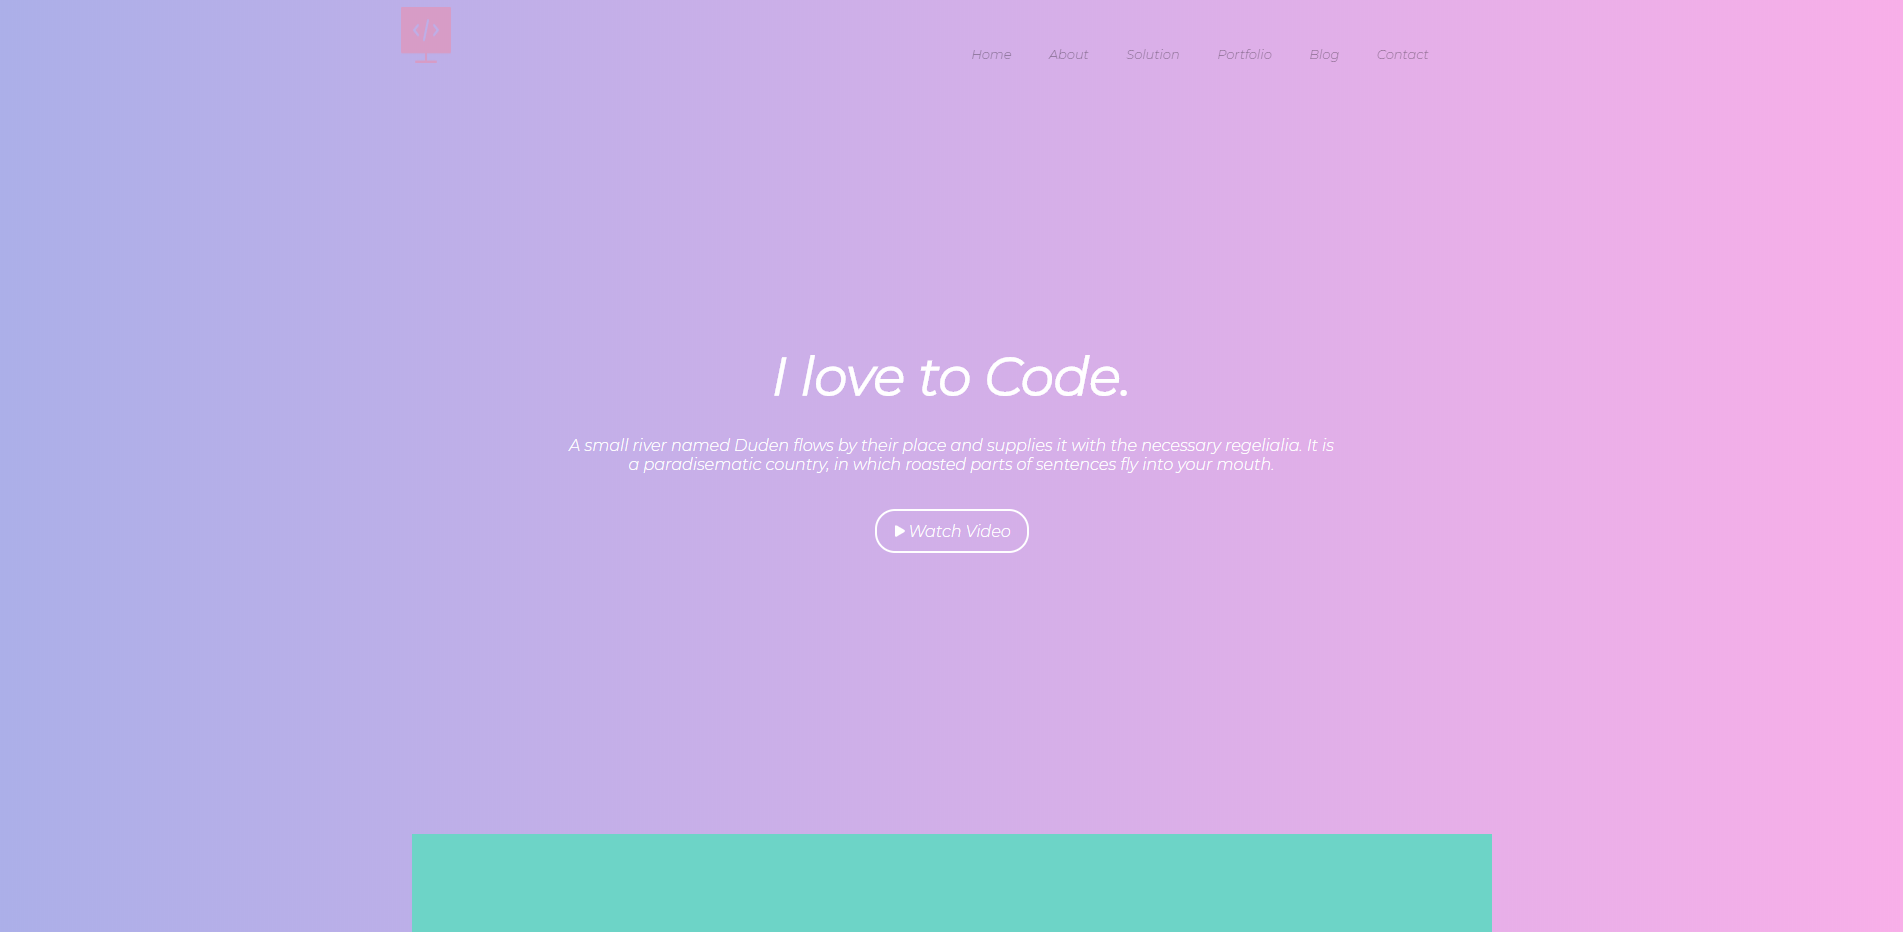 </>
Home About Solution Portfolio Blog Contact
I love to Code.
A small river named Duden flows by their place and supplies it with the necessary regelialia. It is
a paradisematic country, in which roasted parts of sentences fly into your mouth.
Watch Video